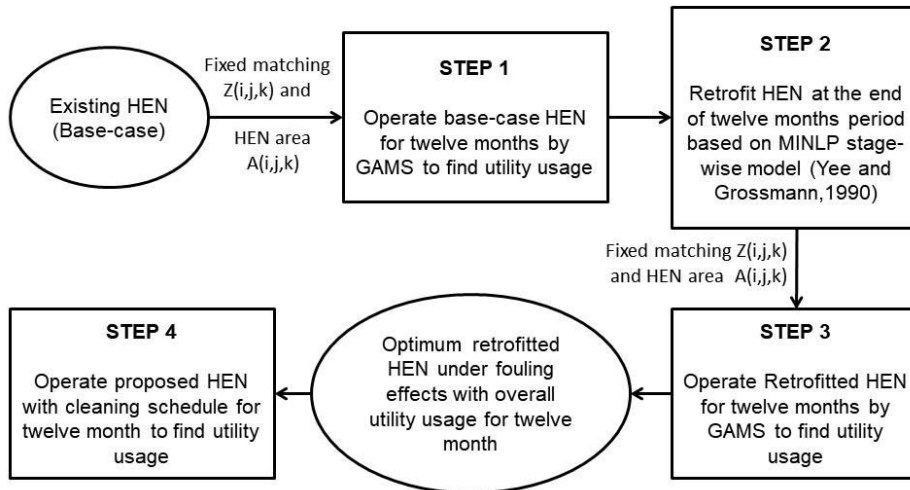 Existing HEN
(Base-case)
Fixed matching
Z(i,j,k) and
HEN area
A(i,j,k)
STEP 1
Operate base-case HEN
for twelve months by
GAMS to find utility usage
STEP 2
Retrofit HEN at the end
of twelve months period
based on MINLP stage-
wise model (Yee and
Grossmann,1990)
Fixed matching Z(i,j,k)
and HEN area A(i,j,k)
STEP 3
Operate Retrofitted HEN
for twelve months by
GAMS to find utility
usage
Optimum retrofitted
HEN under fouling
effects with overall
utility usage for twelve
month
STEP 4
Operate proposed HEN
with cleaning schedule for
twelve month to find utility
usage